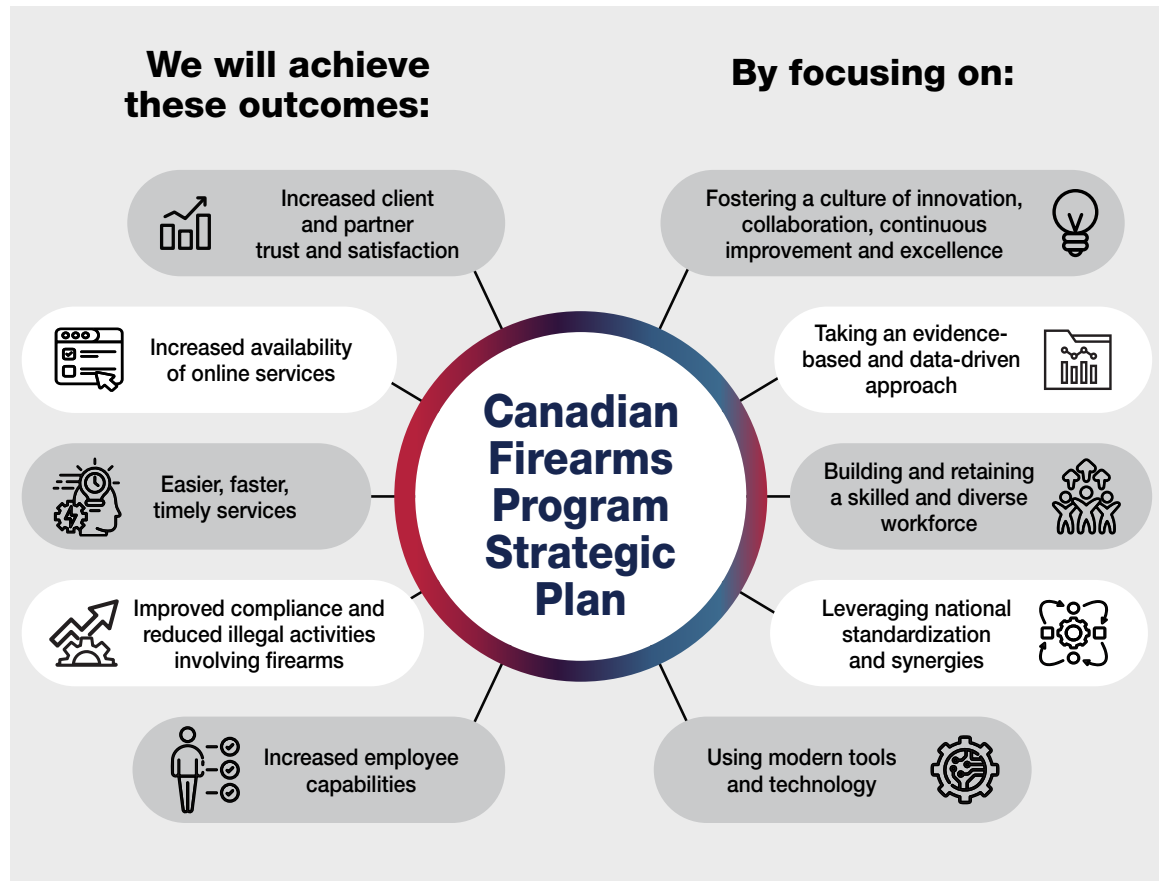 We will achieve
these outcomes:
By focusing on:
Increased client
and partner
trust and satisfaction
Increased availability
of online services
Easier, faster,
timely services
Improved compliance and
reduced illegal activities
involving firearms
Increased employee
capabilities
Canadian
Firearms
Program
Strategic
Plan
Fostering a culture of innovation,
collaboration, continuous
improvement and excellence
Taking an evidence-
based and data-driven
approach
Building and retaining
a skilled and diverse
workforce
Leveraging national
standardization
and synergies
Using modern tools
and technology